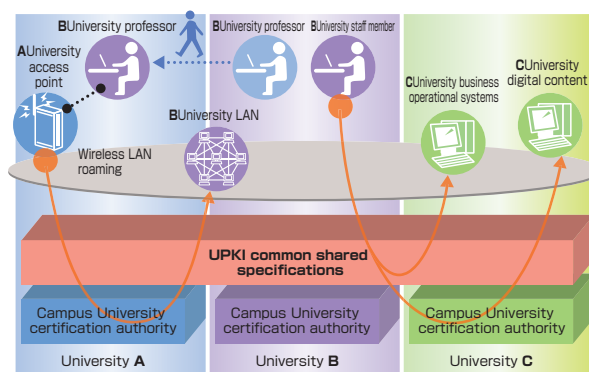 BUniversity professor
AUniversity
access
point
BUniversity professor
BUniversity staff member
CUniversity
digital content
CUniversity business
operational systems
BUniversity LAN
Wireless LAN
roaming
UPKI common shared
specifications
Campus University
certification authority
Campus University
certification authority
Campus University
certification authority
University A
University B
University C